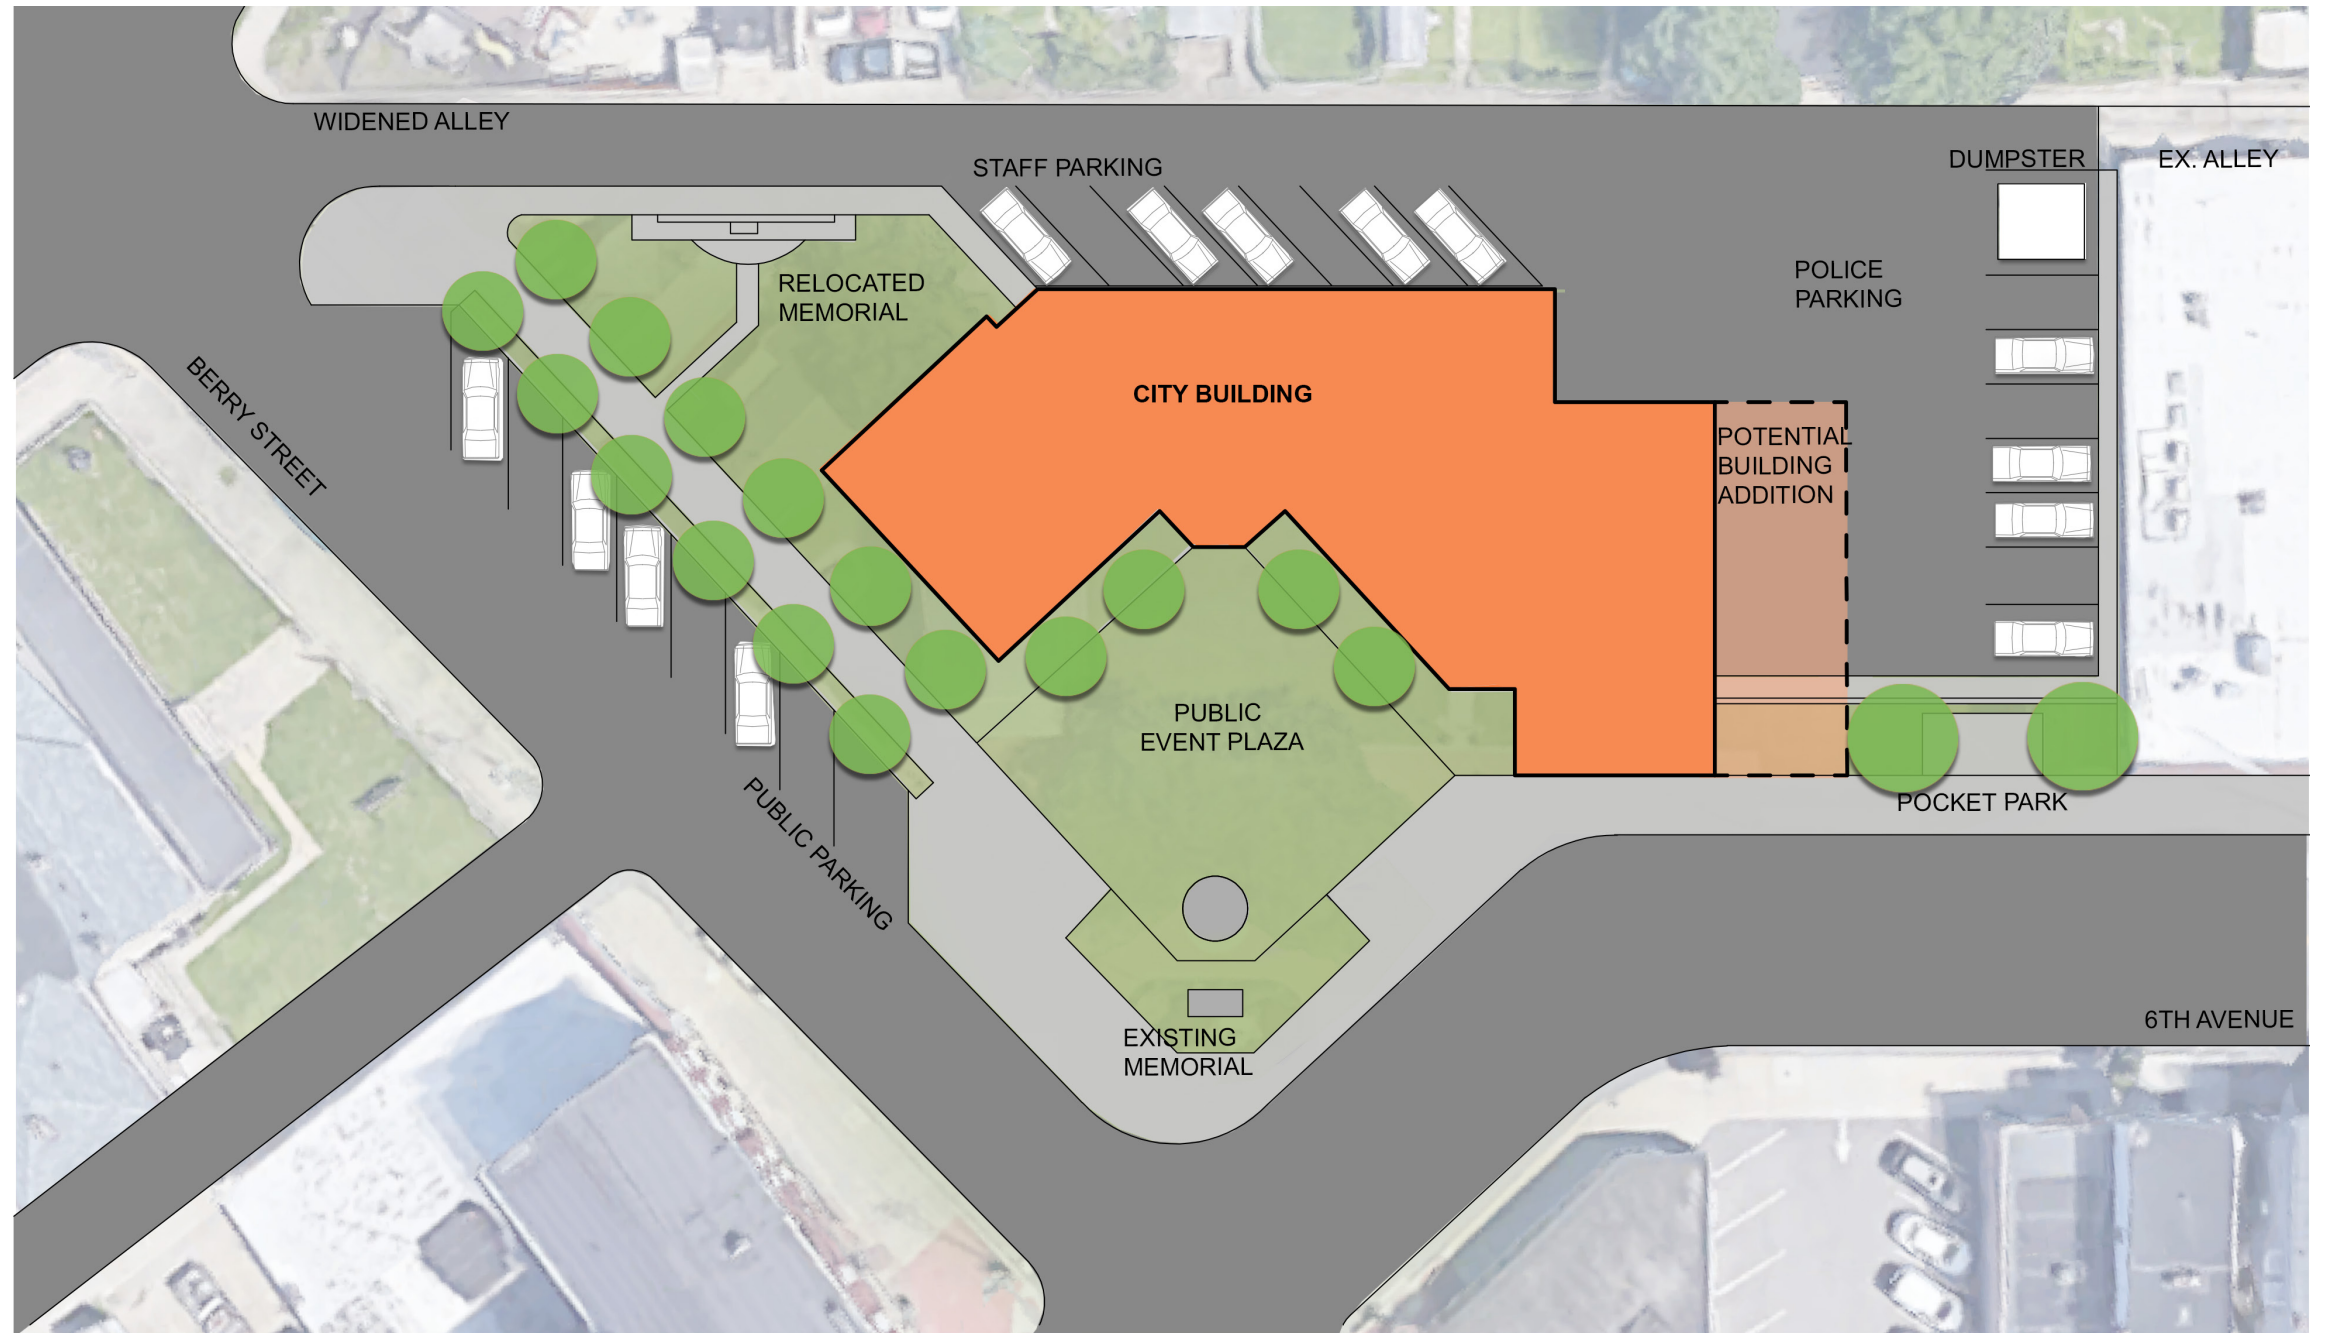 WIDENED ALLEY
STAFF PARKING
DUMPSTER
EX. ALLEY
RELOCATED
MEMORIAL
POLICE
PARKING
BERRY STREET
CITY BUILDING
POTENTIAL
BUILDING
ADDITION
PUBLIC
EVENT PLAZA
PUBLIC PARKING
POCKET PARK
EXISTING
MEMORIAL
6TH AVENUE